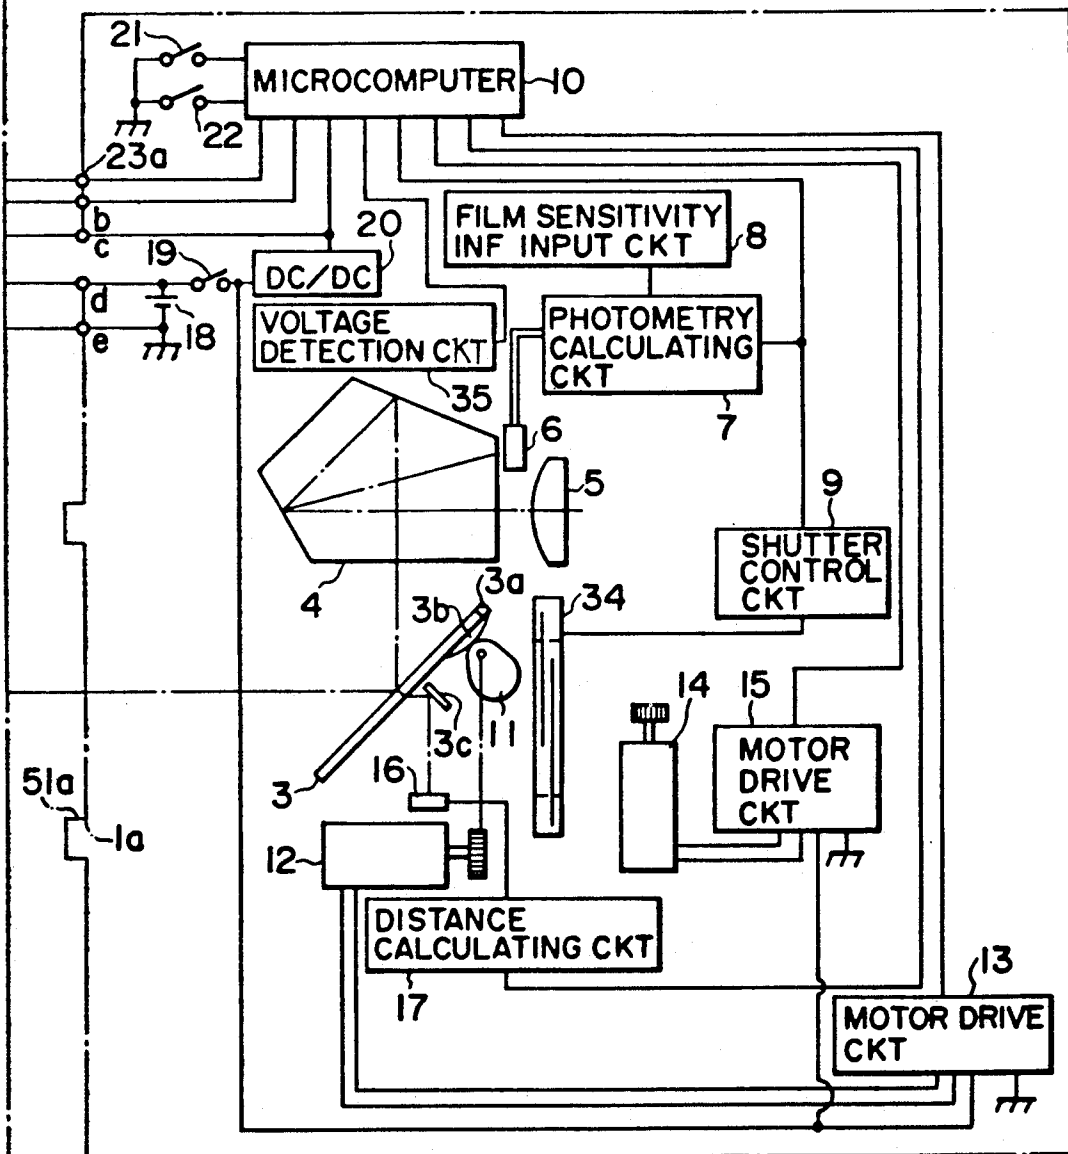 21
MICROCOMPUTER
10
22
23a
b
c
19
20
d
18
e
DC/DC
FILM SENSITIVITY
INF INPUT CKT
8
VOLTAGE
DETECTION CKT
35
PHOTOMETRY
CALCULATING
CKT
7
6
5
4
9
SHUTTER
CONTROL
CKT
3a
3b
34
11
3c
3
16
14
15
MOTOR
DRIVE
CKT
51a
1a
12
DISTANCE
CALCULATING CKT
17
13
MOTOR DRIVE
CKT